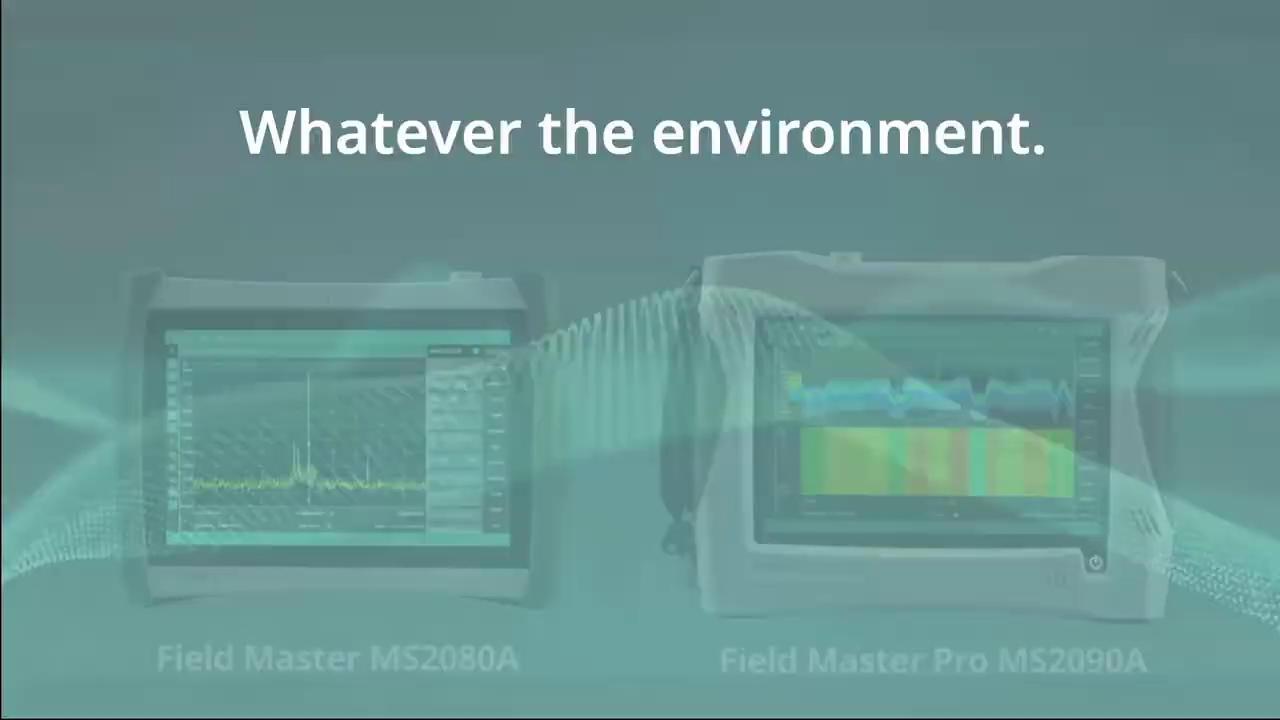 Whatever the environment.
Field Master MS2080A
Field Master Pro MS2090A